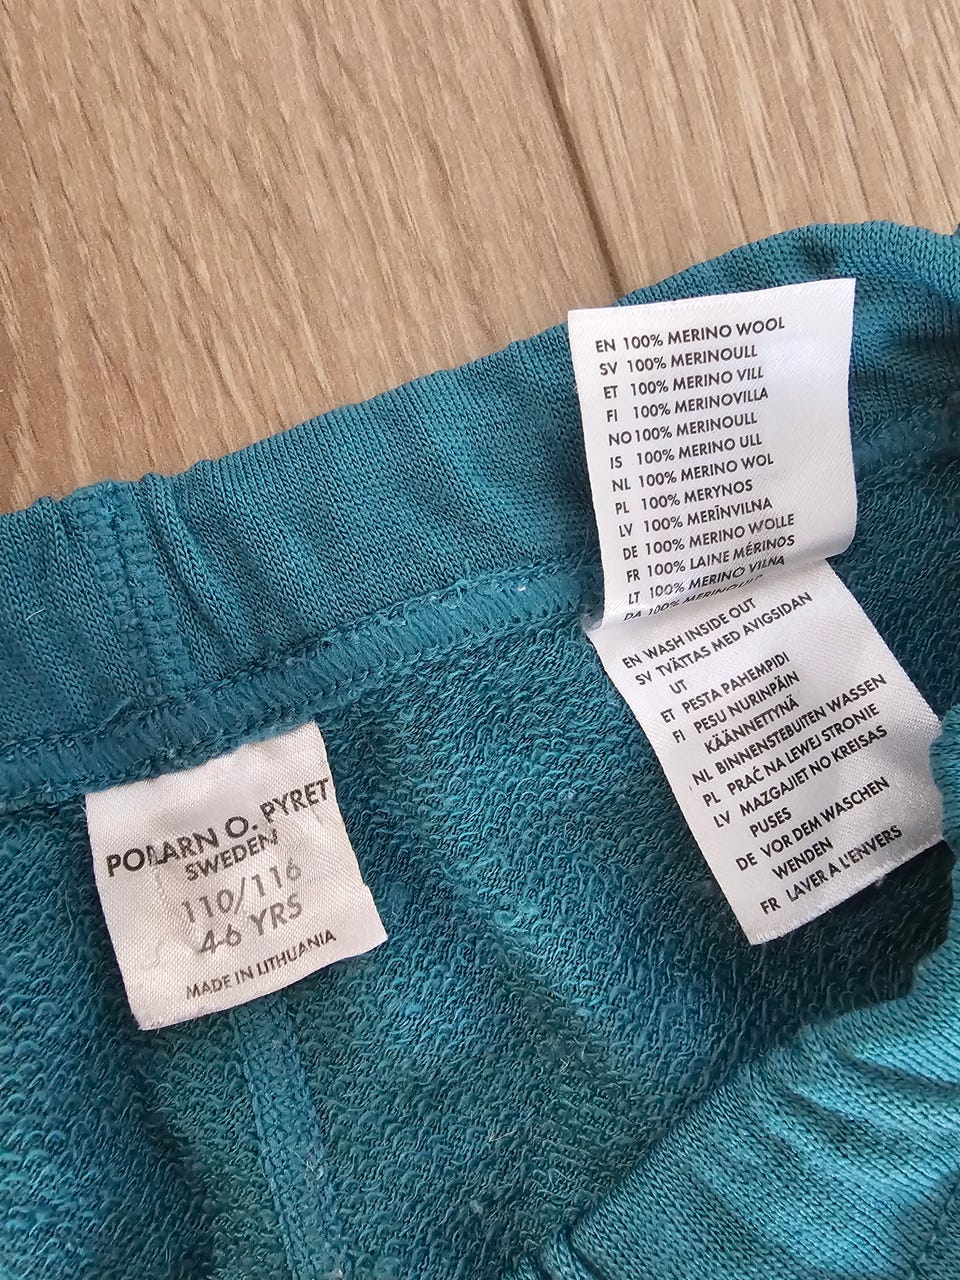 EN 100% MERINO WOOL
SV 100% MERINOULL
ET 100% MERINO VILL
FI 100% MERINOVILLA
NO 100% MERINOULL
IS 100% MERINO ULL
NL 100% MERINO WOL
PL 100% MERYNOS
LV 100% MERĪNVILNA
DE 100% MERINO WOLLE
FR 100% LAINE MÉRINOS
LT 100% MERINO VILNA
DA 100% MERINOULD
EN WASH INSIDE OUT
SV TVÄTTAS MED AVIGSIDAN
UT
ET PESTA PAHEMPIDI
FI PESU NURINPÄIN
KÄÄNNETTYNÄ
NL BINNENSTEBUITEN WASSEN
PL PRAĆ NA LEWEJ STRONIE
LV MAZGAJIET NO KREISAS
PUSES
DE VOR DEM WASCHEN
WENDEN
FR LAVER A L'ENVERS
POLARN O. PYRET
SWEDEN
110/116
4-6 YRS
MADE IN LITHUANIA